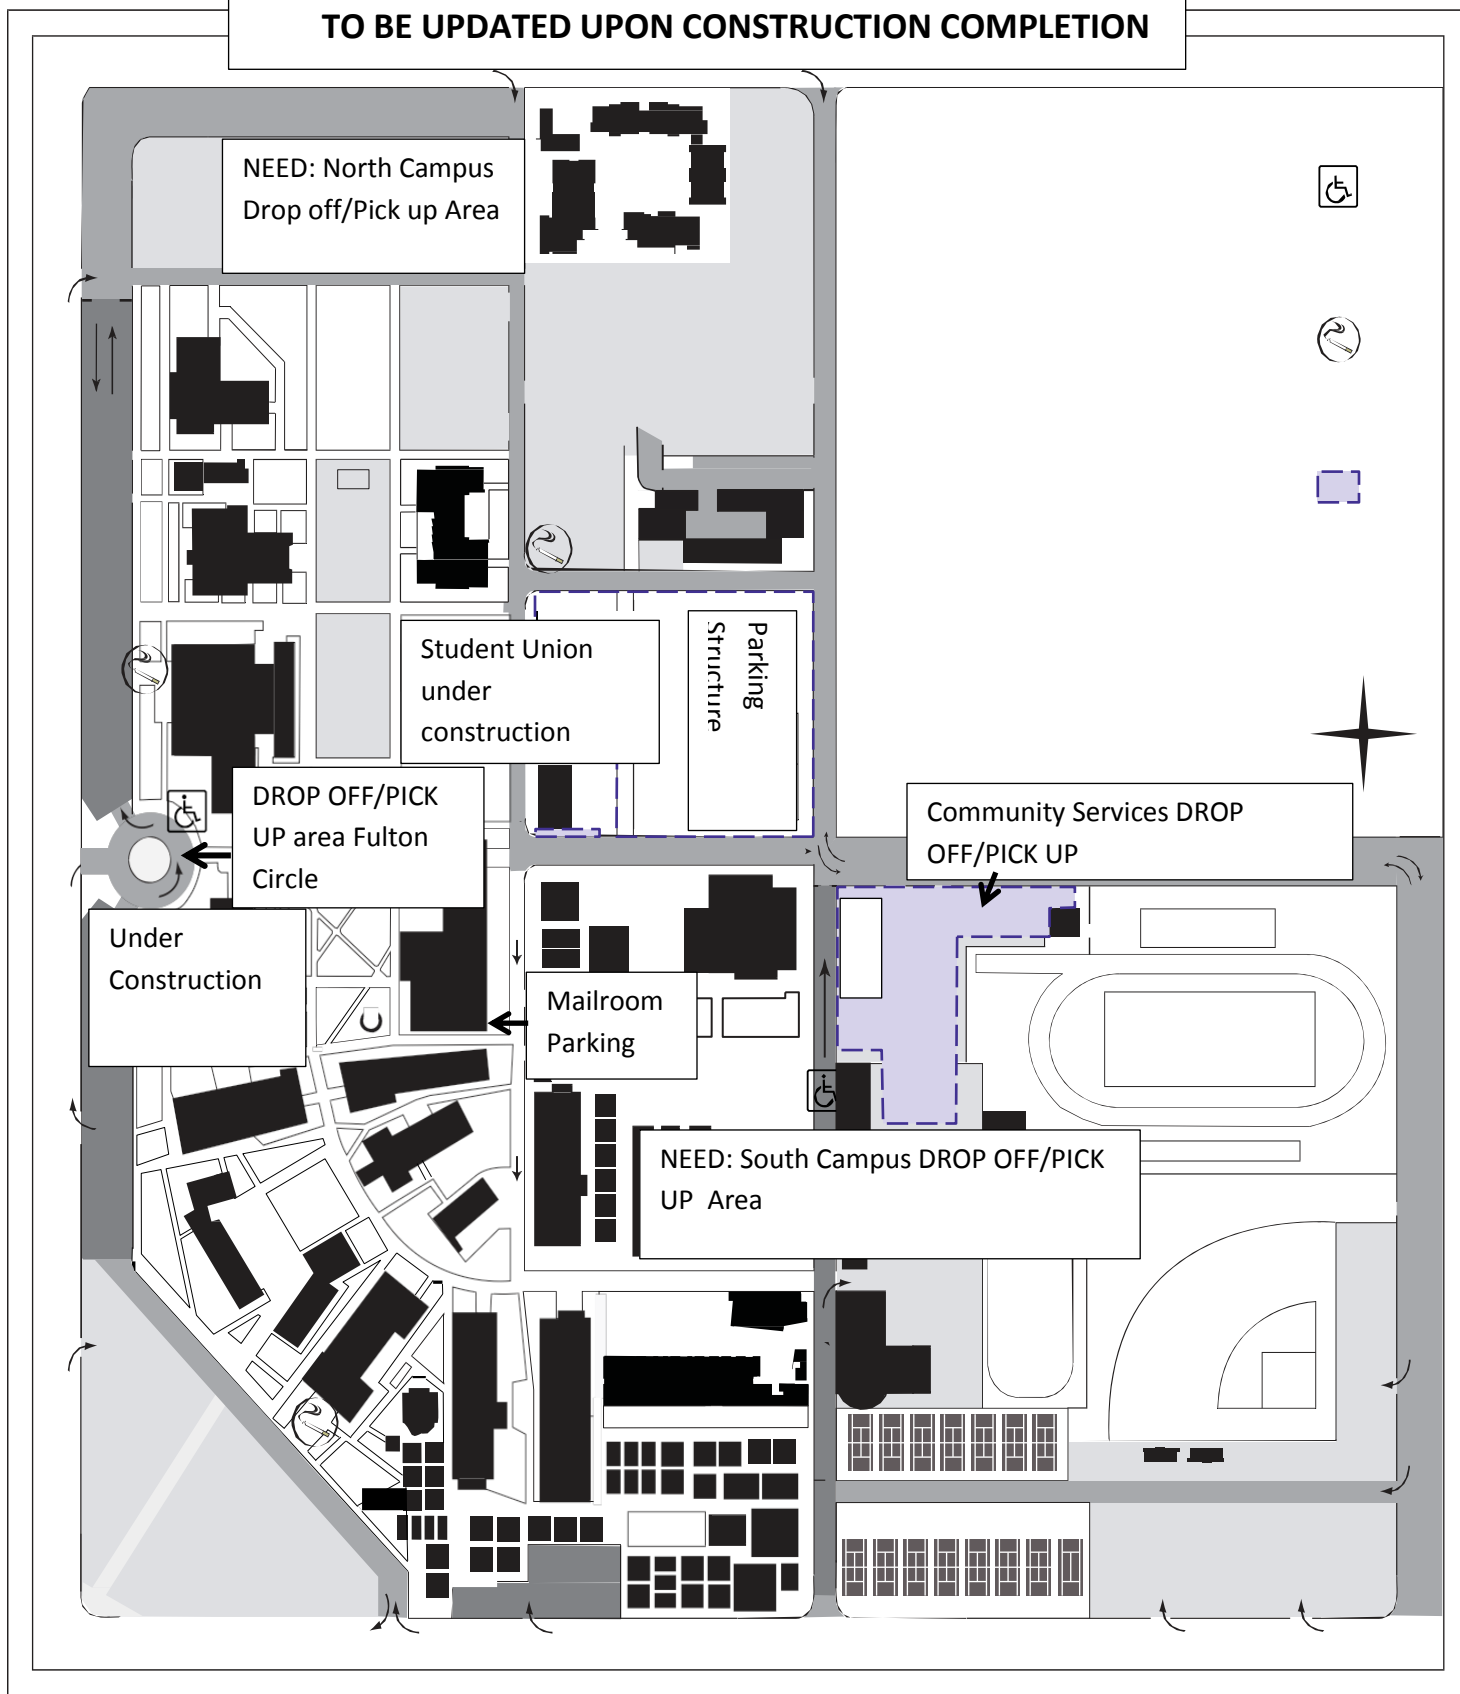 TO BE UPDATED UPON CONSTRUCTION COMPLETION
NEED: North Campus
Drop off/Pick up Area
Student Union
under
construction
Parking
Structure
DROP OFF/PICK
UP area Fulton
Circle
Community Services DROP
OFF/PICK UP
Under
Construction
Mailroom
Parking
NEED: South Campus DROP OFF/PICK
UP Area